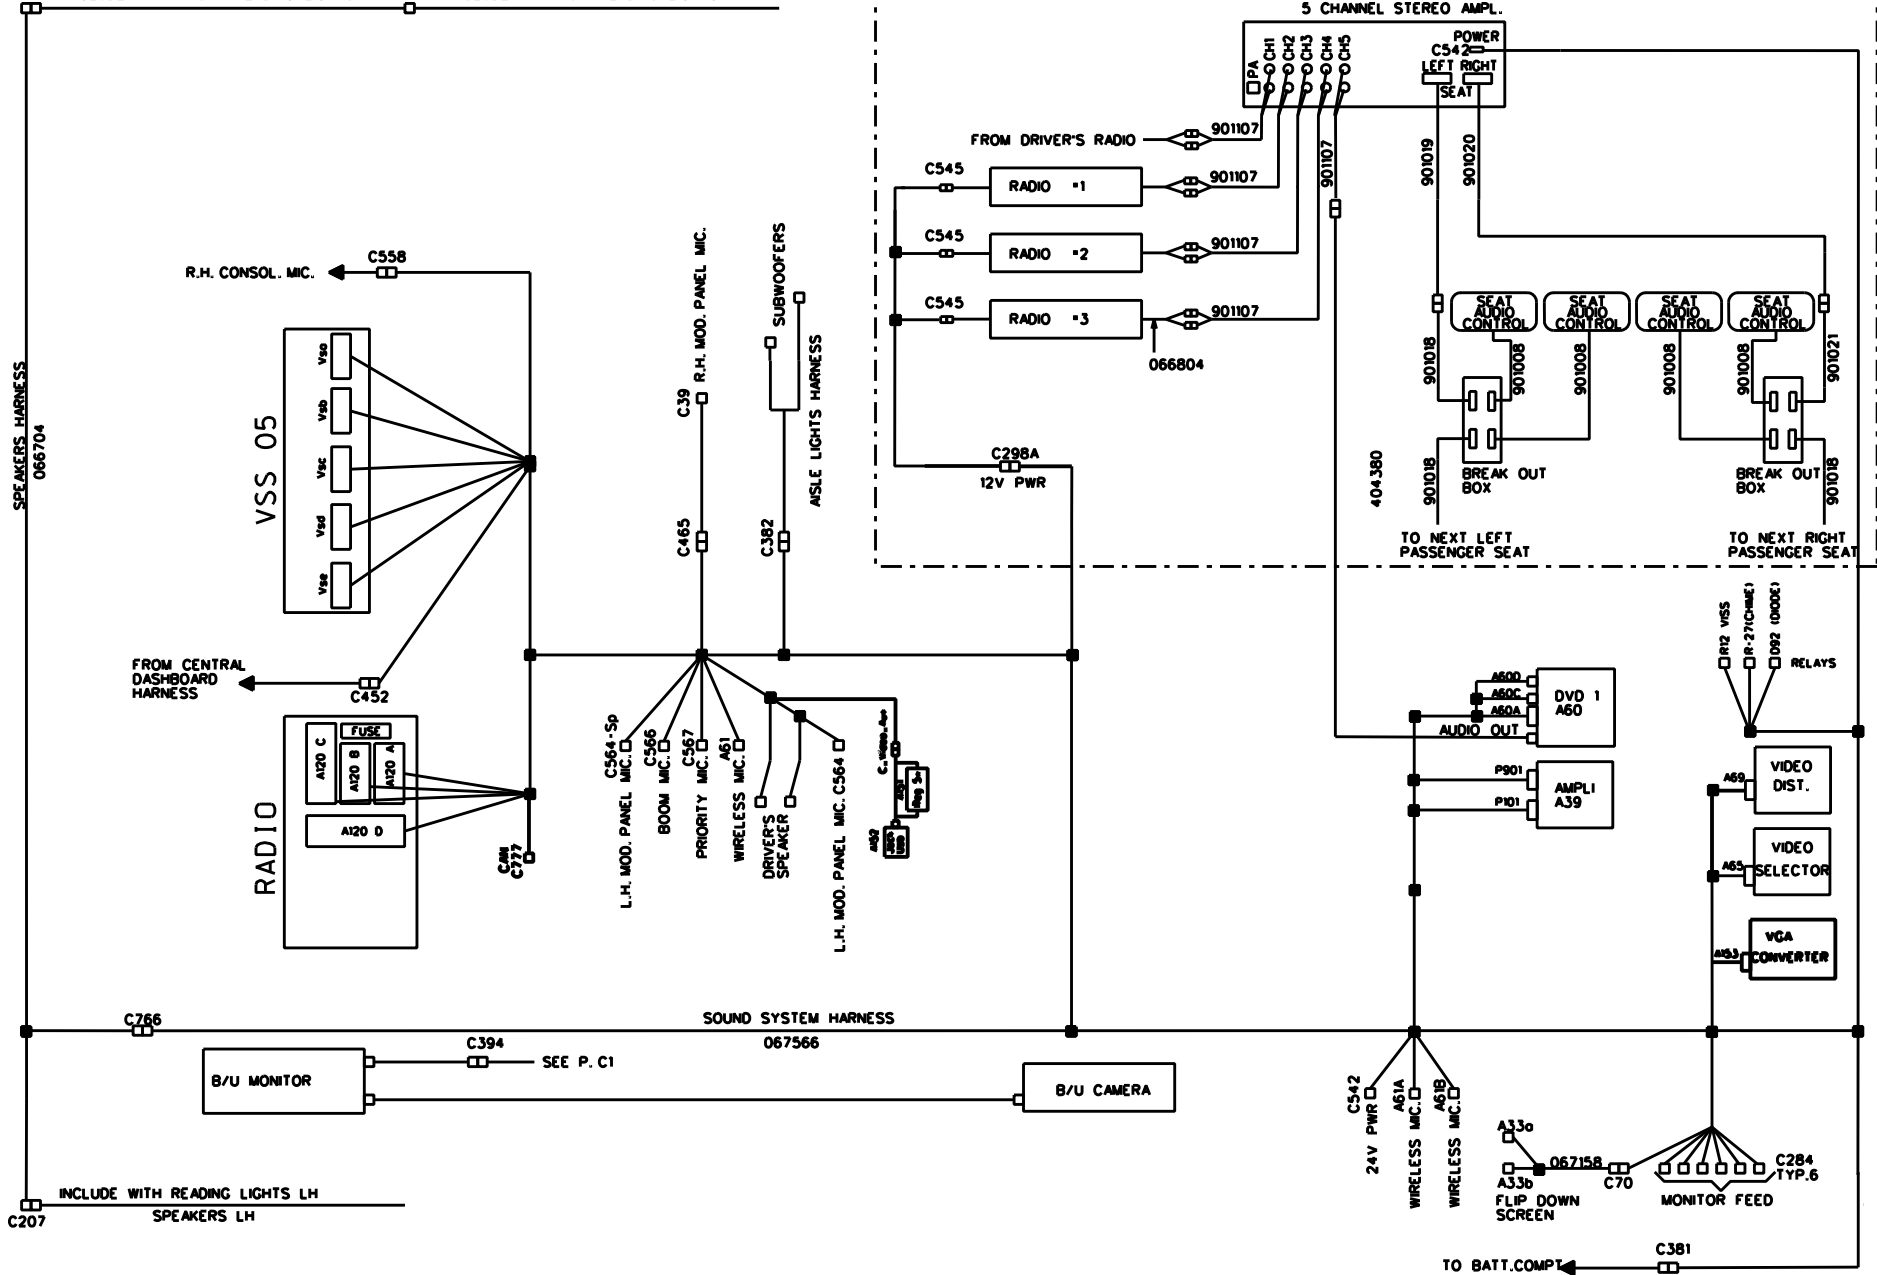 5 CHANNEL STEREO AMPL.
POWER
C542
LEFT RIGHT
SEAT
PA
CH1
CH2
CH3
CH4
CH5
FROM DRIVER'S RADIO
901107
C545
RADIO #1
901107
C545
RADIO #2
901107
C545
RADIO #3
901107
066804
901107
901019
901020
SEAT
AUDIO
CONTROL
SEAT
AUDIO
CONTROL
SEAT
AUDIO
CONTROL
SEAT
AUDIO
CONTROL
901018
901008
901008
901008
901008
901021
BREAK OUT
BOX
BREAK OUT
BOX
404380
901018
901018
TO NEXT LEFT
PASSENGER SEAT
TO NEXT RIGHT
PASSENGER SEAT
C298A
12V PWR
R.H. CONSOL. MIC.
C558
C39
R.H. MOD. PANEL MIC.
SUBWOOFERS
AISLE LIGHTS HARNESS
C465
C382
SPEAKERS HARNESS
066704
VSS 05
Vsa
Vsb
Vsc
Vsd
Vse
FROM CENTRAL
DASHBOARD
HARNESS
C452
RADIO
A120 C
FUSE
A120 B
A120 A
A120 D
CAM
C777
C564-Sp
L.H. MOD. PANEL MIC.
C566
BOOM MIC.
C567
PRIORITY MIC.
A61
WIRELESS MIC.
DRIVER'S
SPEAKER
L.H. MOD. PANEL MIC. C564
A152
R12 VISS
R-27(CHIME)
D92 (DIODE)
RELAYS
A60D
A60C
A60A
DVD 1
A60
AUDIO OUT
P901
P101
AMPLI
A39
A69
VIDEO
DIST.
A65
VIDEO
SELECTOR
A153
VGA
CONVERTER
C766
SOUND SYSTEM HARNESS
067566
B/U MONITOR
C394
SEE P. C1
B/U CAMERA
C542
24V PWR
A61A
WIRELESS MIC.
A61B
WIRELESS MIC.
A33a
A33b
067158
C70
FLIP DOWN
SCREEN
C284
TYP.6
MONITOR FEED
INCLUDE WITH READING LIGHTS LH
SPEAKERS LH
C207
C381
TO BATT.COMPT